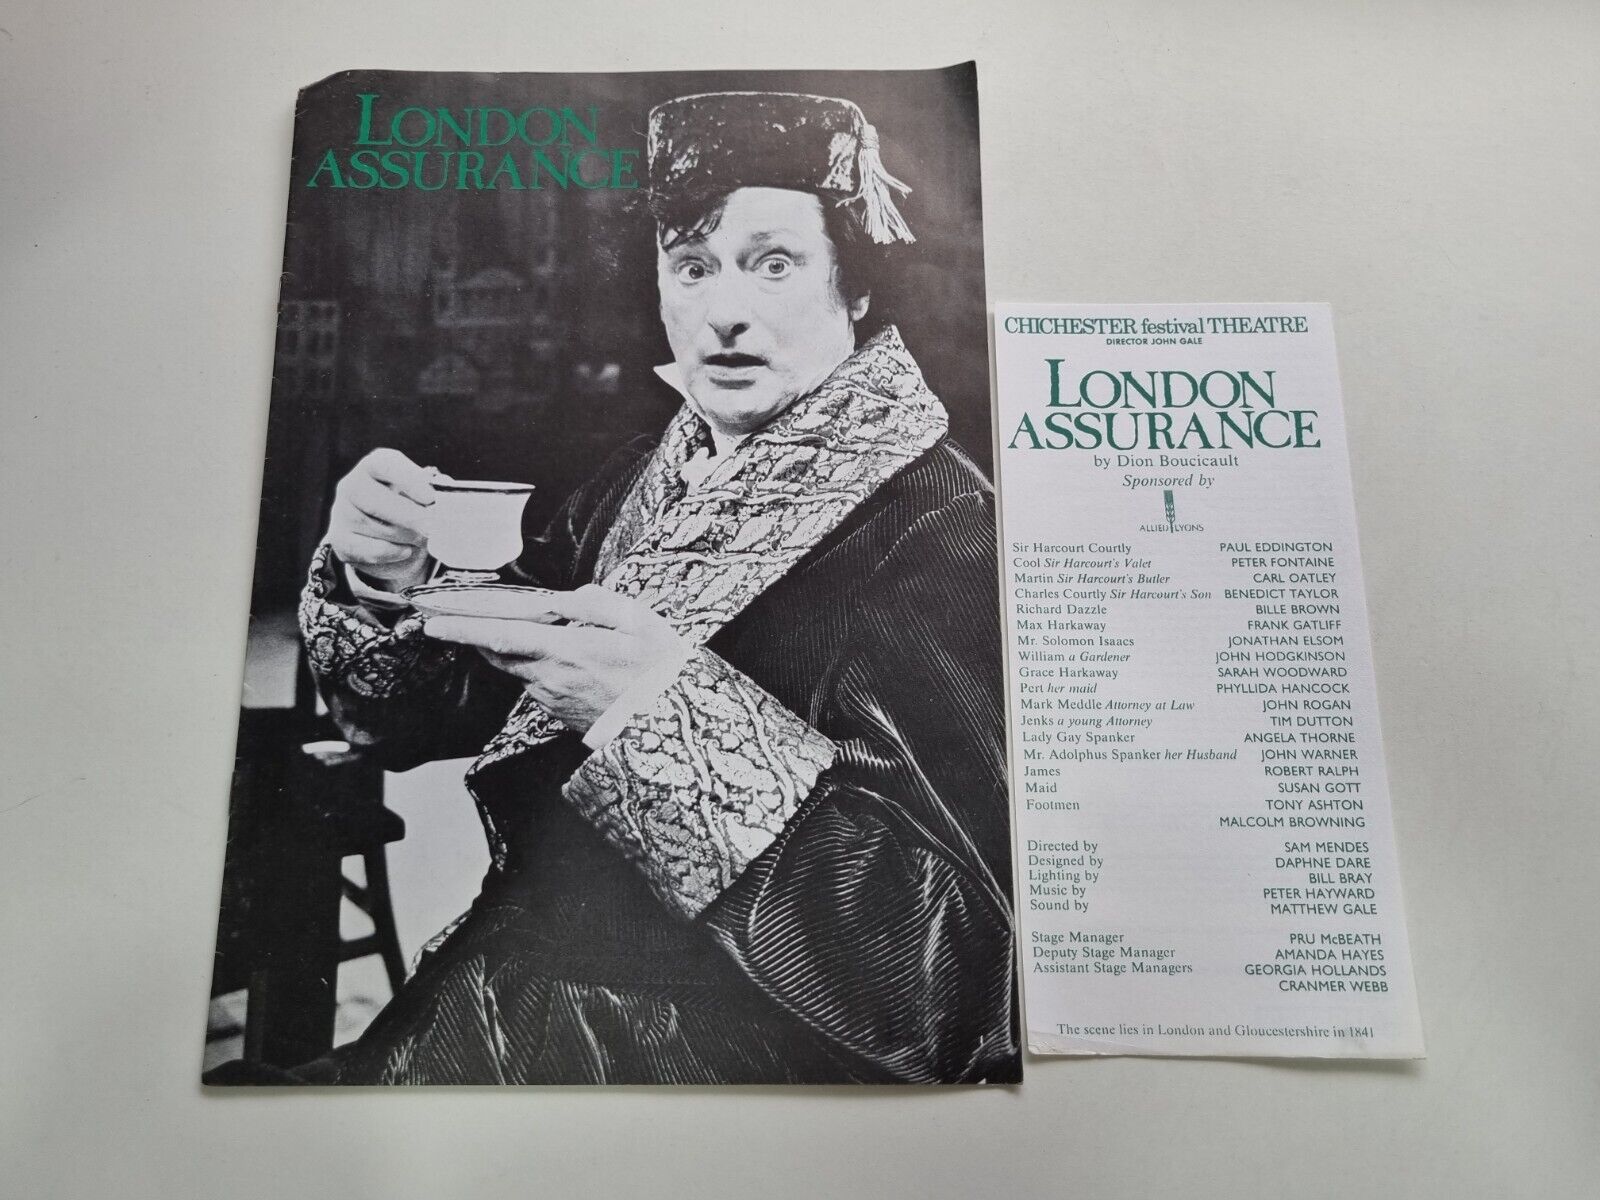 LONDON
ASSURANCE
CHICHESTER festival THEATRE
DIRECTOR JOHN GALE
LONDON
ASSURANCE
by Dion Boucicault
Sponsored by
ALLIED LYONS
Sir Harcourt Courtly PAUL EDDINGTON
Cool Sir Harcourt's Valet PETER FONTAINE
Martin Sir Harcourt's Butler CARL OATLEY
Charles Courtly Sir Harcourt's Son BENEDICT TAYLOR
Richard Dazzle BILLE BROWN
Max Harkaway FRANK GATLIFF
Mr. Solomon Isaacs JONATHAN ELSOM
William a Gardener JOHN HODGKINSON
Grace Harkaway SARAH WOODWARD
Pert her maid PHYLLIDA HANCOCK
Mark Meddle Attorney at Law JOHN ROGAN
Jenks a young Attorney TIM DUTTON
Lady Gay Spanker ANGELA THORNE
Mr. Adolphus Spanker her Husband JOHN WARNER
James ROBERT RALPH
Maid SUSAN GOTT
Footmen TONY ASHTON
MALCOLM BROWNING
Directed by SAM MENDES
Designed by DAPHNE DARE
Lighting by BILL BRAY
Music by PETER HAYWARD
Sound by MATTHEW GALE
Stage Manager PRU McBEATH
Deputy Stage Manager AMANDA HAYES
Assistant Stage Managers GEORGIA HOLLANDS
CRANMER WEBB
The scene lies in London and Gloucestershire in 1841